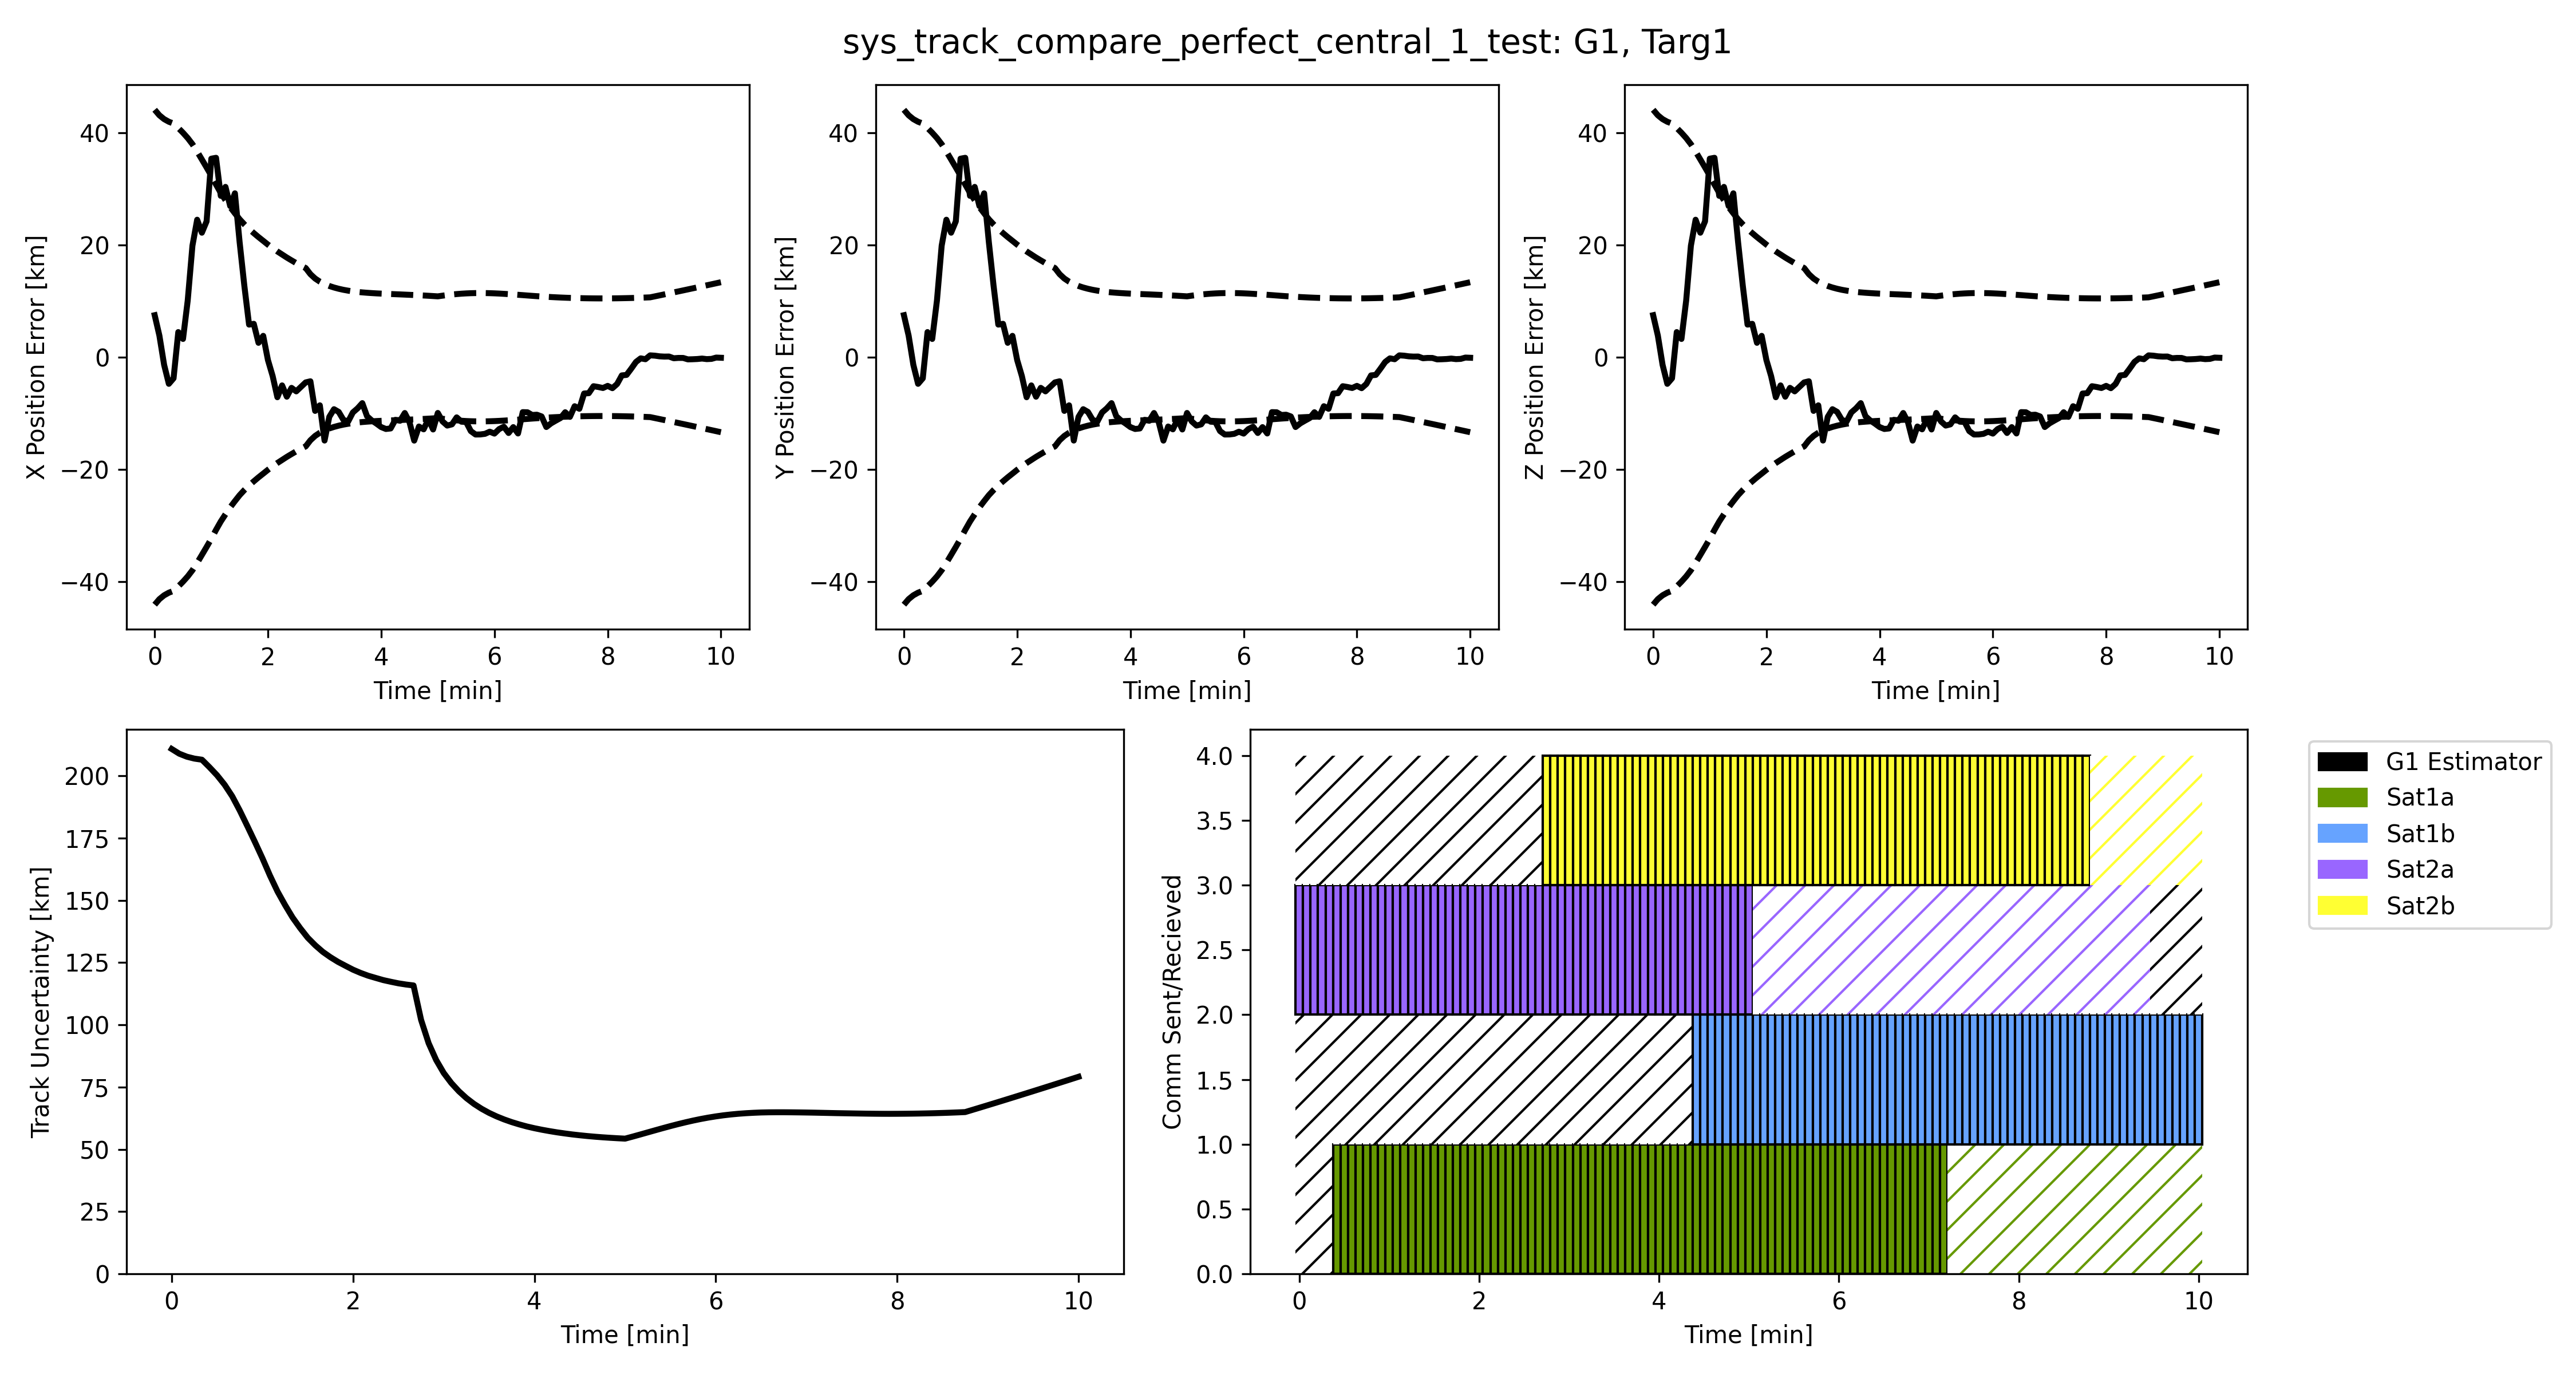 sys_track_compare_perfect_central_1_test: G1, Targ1
X Position Error [km]
40
20
0
−20
−40
0 2 4 6 8 10
Time [min]
Y Position Error [km]
40
20
0
−20
−40
0 2 4 6 8 10
Time [min]
Z Position Error [km]
40
20
0
−20
−40
0 2 4 6 8 10
Time [min]
Track Uncertainty [km]
200
175
150
125
100
75
50
25
0
0 2 4 6 8 10
Time [min]
Comm Sent/Recieved
4.0
3.5
3.0
2.5
2.0
1.5
1.0
0.5
0.0
0 2 4 6 8 10
Time [min]
G1 Estimator
Sat1a
Sat1b
Sat2a
Sat2b